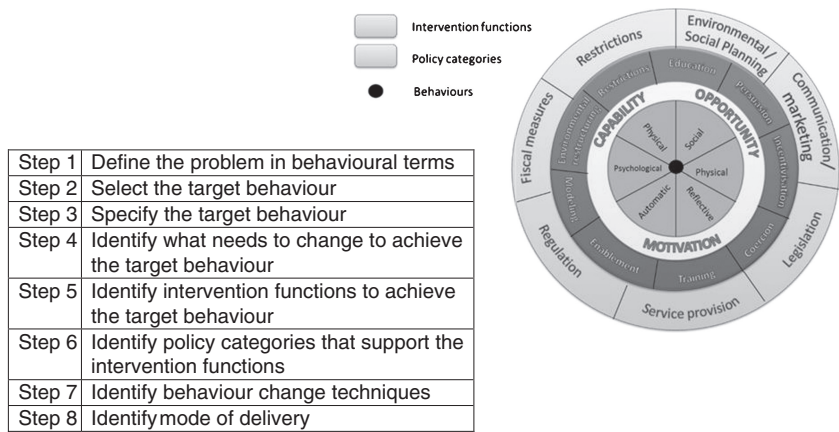 Intervention functions
Policy categories
Behaviours
Step 1 Define the problem in behavioural terms
Step 2 Select the target behaviour
Step 3 Specify the target behaviour
Step 4 Identify what needs to change to achieve
the target behaviour
Step 5 Identify intervention functions to achieve
the target behaviour
Step 6 Identify policy categories that support the
intervention functions
Step 7 Identify behaviour change techniques
Step 8 Identify mode of delivery
Restrictions
Environmental/
Social Planning
Communication/
marketing
Legislation
Service provision
Regulation
Fiscal measures
Restrictions
Education
Persuasion
Incentivisation
Coercion
Training
Enablement
Modeling
Environmental
restructuring
CAPABILITY
OPPORTUNITY
MOTIVATION
Physical
Social
Physical
Reflective
Automatic
Psychological